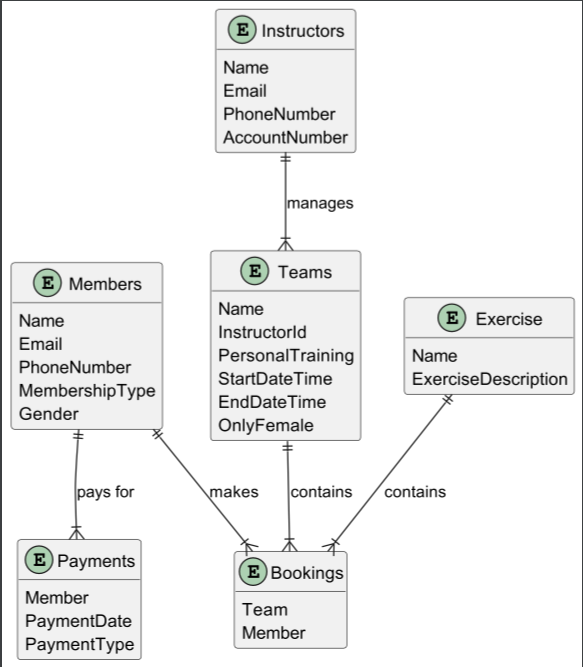 E Instructors
Name
Email
PhoneNumber
AccountNumber
manages
E Members
Name
Email
PhoneNumber
MembershipType
Gender
E Teams
Name
InstructorId
PersonalTraining
StartDateTime
EndDateTime
OnlyFemale
E Exercise
Name
ExerciseDescription
pays for
makes
contains
contains
E Payments
Member
PaymentDate
PaymentType
E Bookings
Team
Member